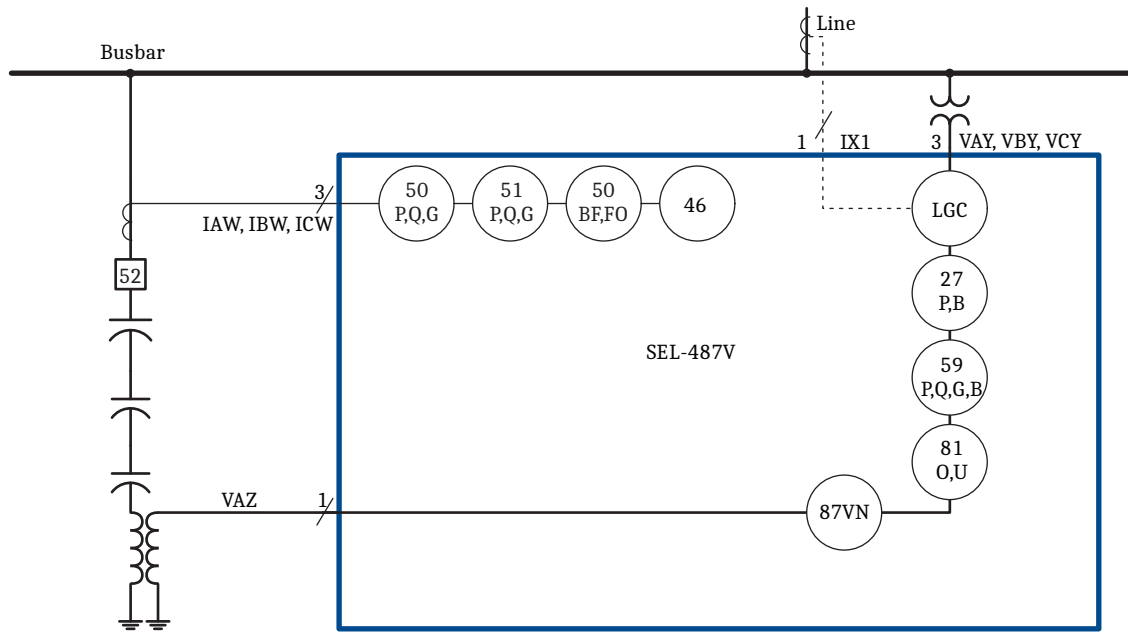 Line
Busbar
1 IX1 3 VAY, VBY, VCY
3
IAW, IBW, ICW
50
P,Q,G
51
P,Q,G
50
BF,FO
46
LGC
52
27
P,B
SEL-487V
59
P,Q,G,B
81
O,U
VAZ 1
87VN